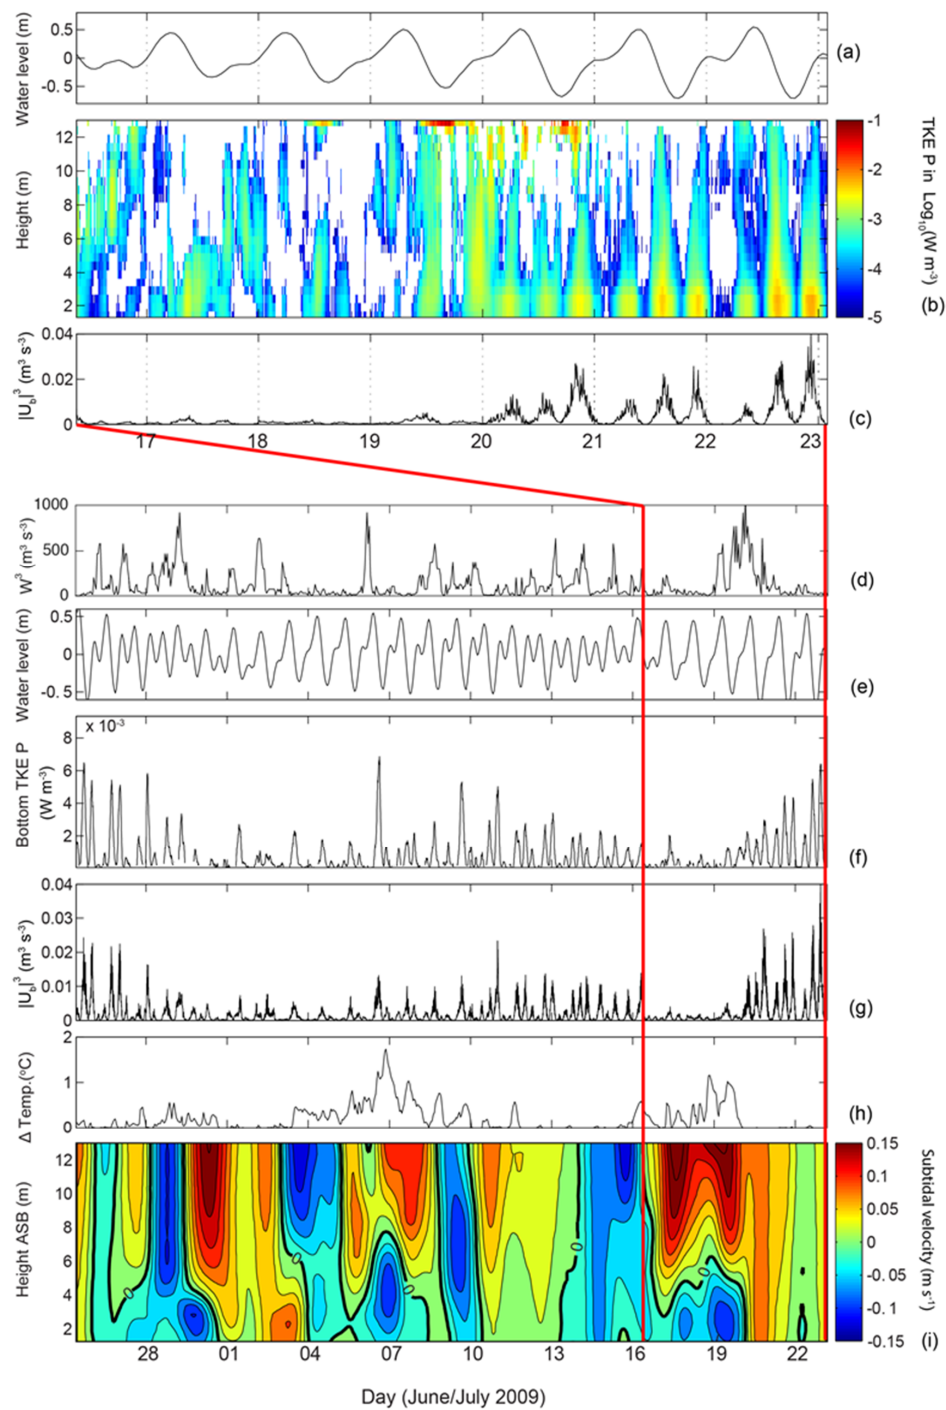 Water level (m)
0.5
0
-0.5
(a)
Height (m)
12
10
8
6
4
2
-1
-2
-3
-4
-5
TKE P in Log10(W m-3)
(b)
|Ub|3 (m3 s-3)
0.04
0.02
0
(c)
17 18 19 20 21 22 23
W3 (m3 s-3)
1000
500
0
(d)
Water level (m)
0.5
0
-0.5
(e)
x 10-3
Bottom TKE P
(W m-3)
8
6
4
2
(f)
|Ub|3 (m3 s-3)
0.04
0.03
0.02
0.01
0
(g)
Δ Temp.(oC)
2
1
0
(h)
Height ASB (m)
12
10
8
6
4
2
0
0
0
0
0
0.15
0.1
0.05
0
-0.05
-0.1
-0.15
Subtidal velocity (m s-1)
(i)
28 01 04 07 10 13 16 19 22
Day (June/July 2009)